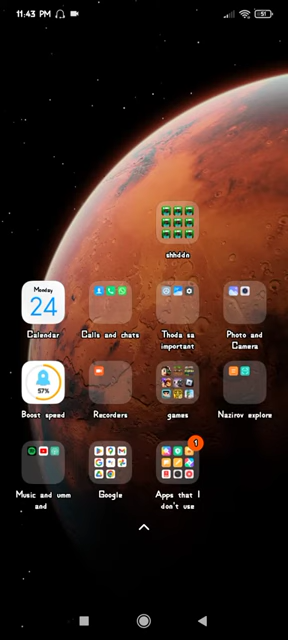 11:43 PM
51
shhddn
Monday
24
Calendar
Calls and chats
Thoda sa
important
Photo and
Camera
57%
Boost speed
Recorders
games
Nazirov explore
1
Music and umm
and
Google
Apps that I
don't use